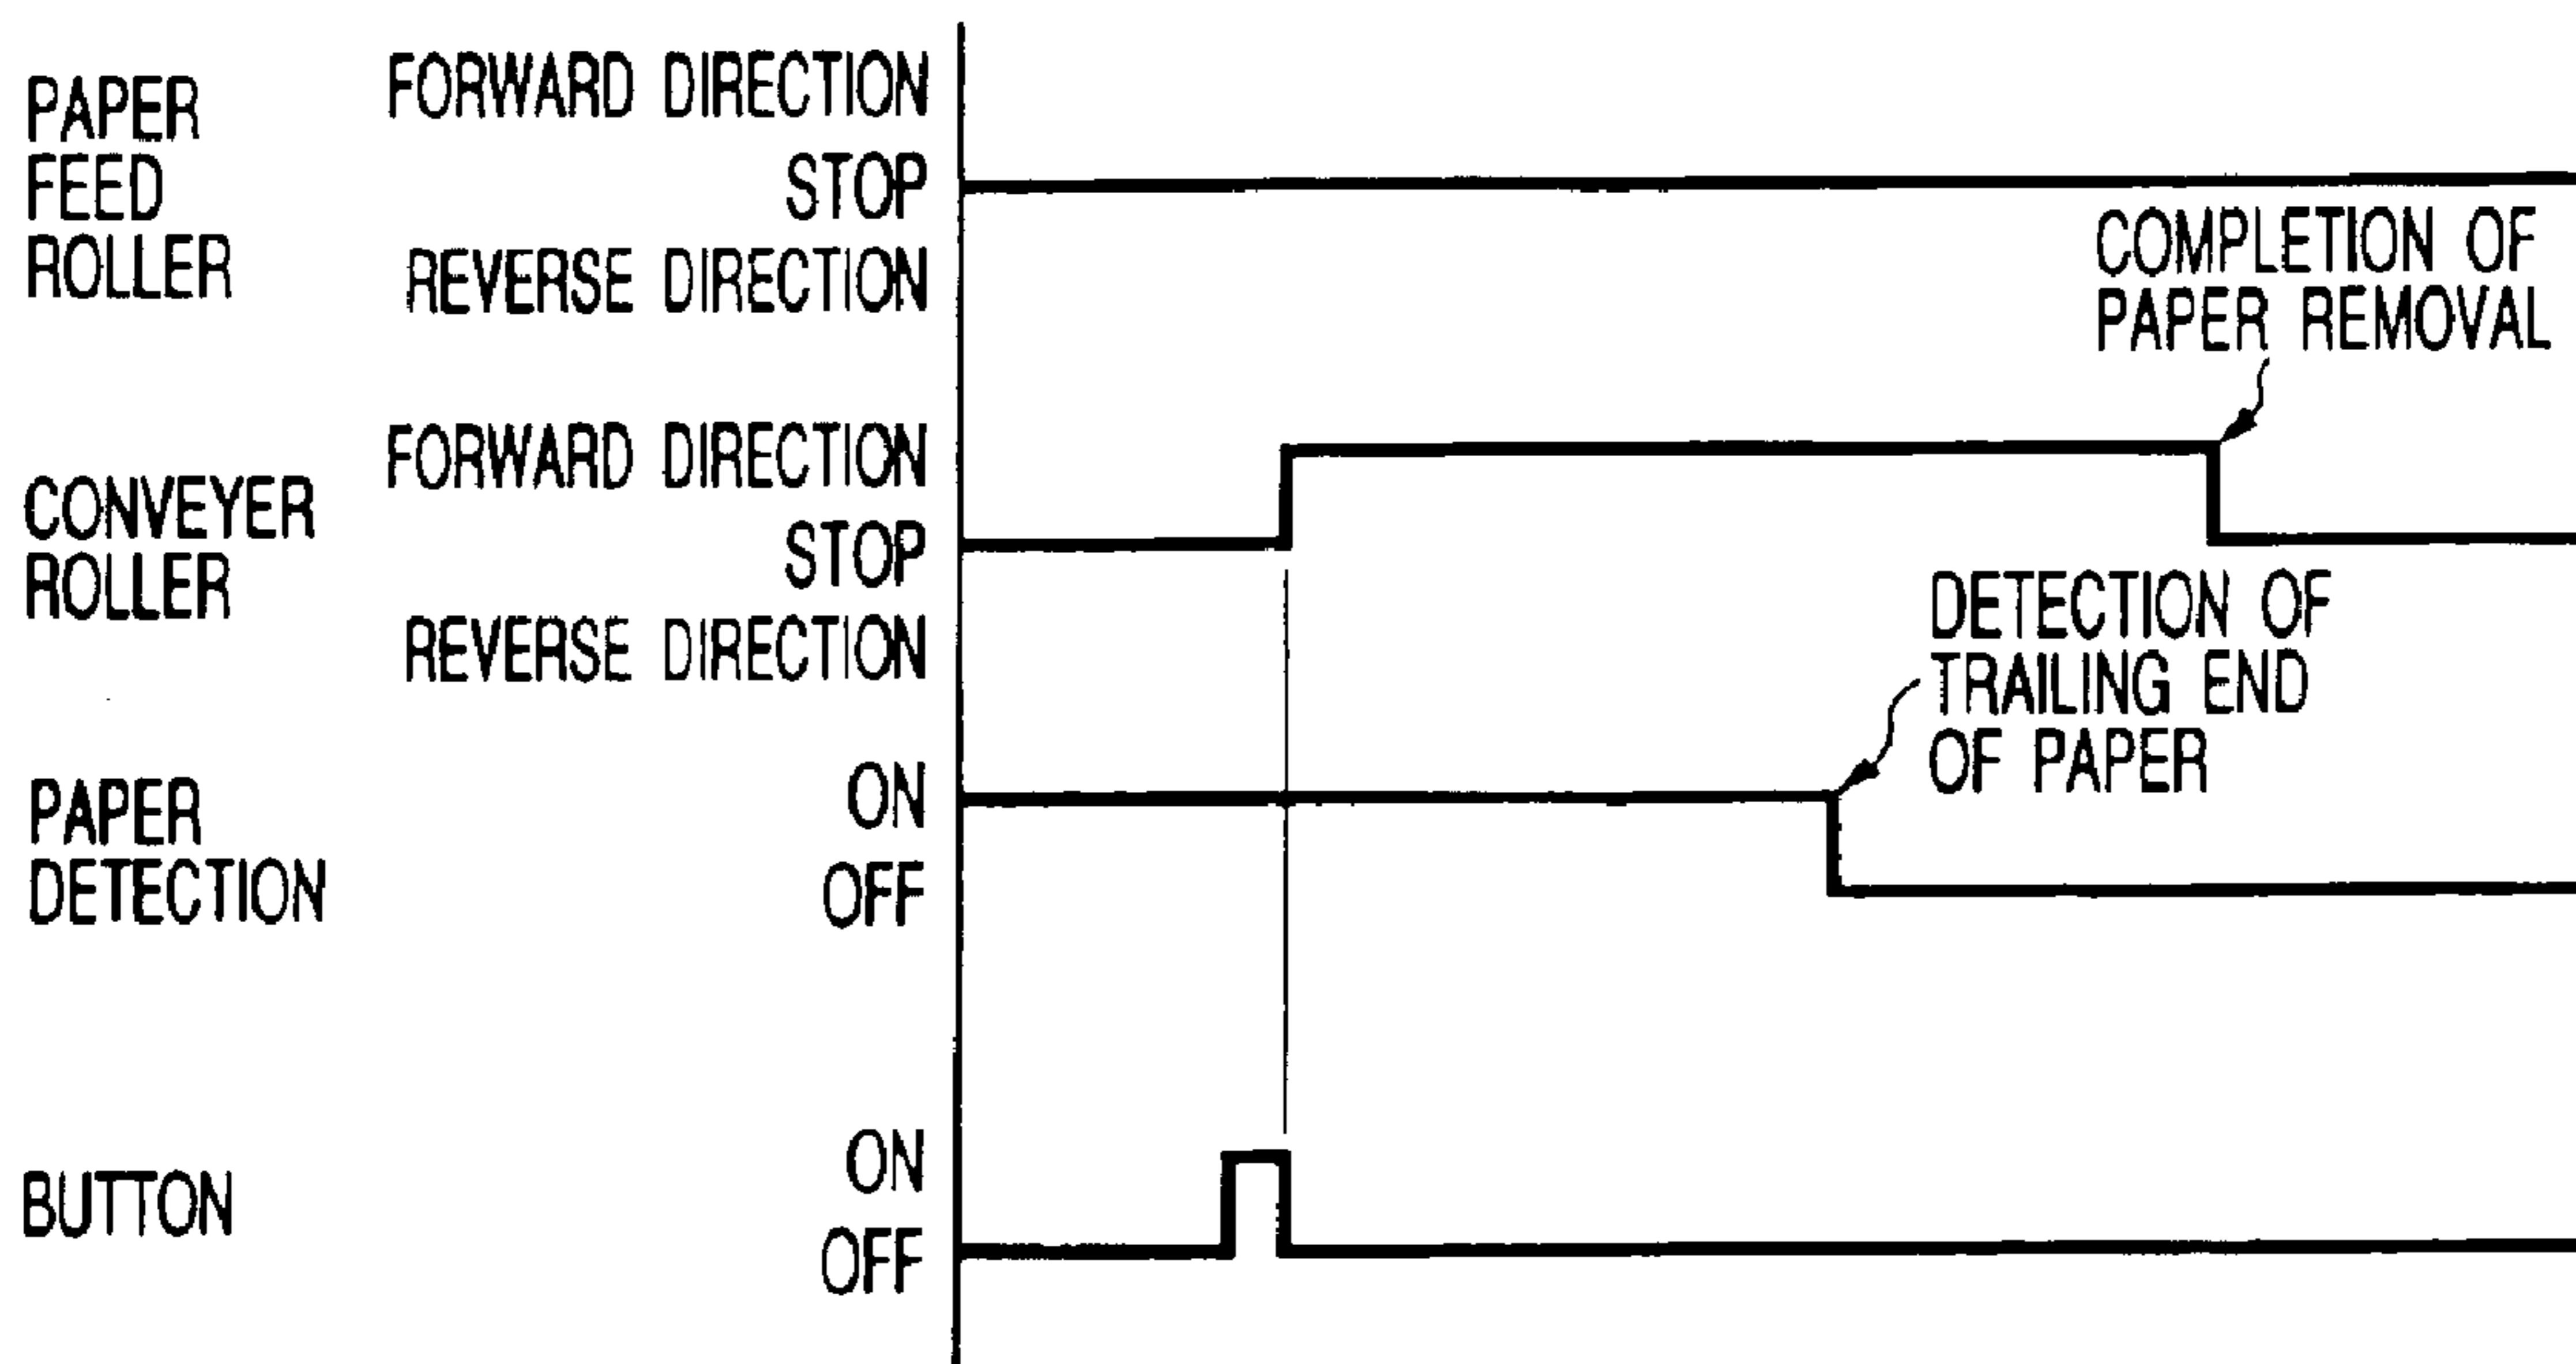 PAPER
FEED
ROLLER
FORWARD DIRECTION
STOP
REVERSE DIRECTION
COMPLETION OF
PAPER REMOVAL
CONVEYER
ROLLER
FORWARD DIRECTION
STOP
REVERSE DIRECTION
DETECTION OF
TRAILING END
OF PAPER
PAPER
DETECTION
ON
OFF
BUTTON
ON
OFF